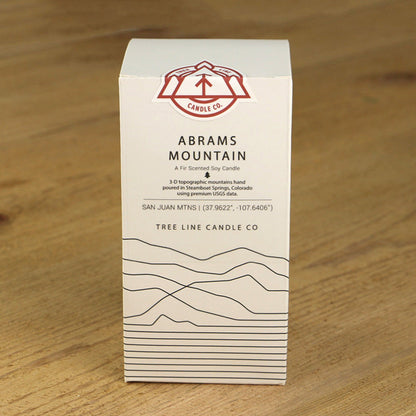 CANDLE CO.
ABRAMS
MOUNTAIN
A Fir Scented Soy Candle
3-D topographic mountains hand
poured in Steamboat Springs, Colorado
using premium USGS data.
SAN JUAN MTNS | (37.9622°, -107.6406°)
TREE LINE CANDLE CO